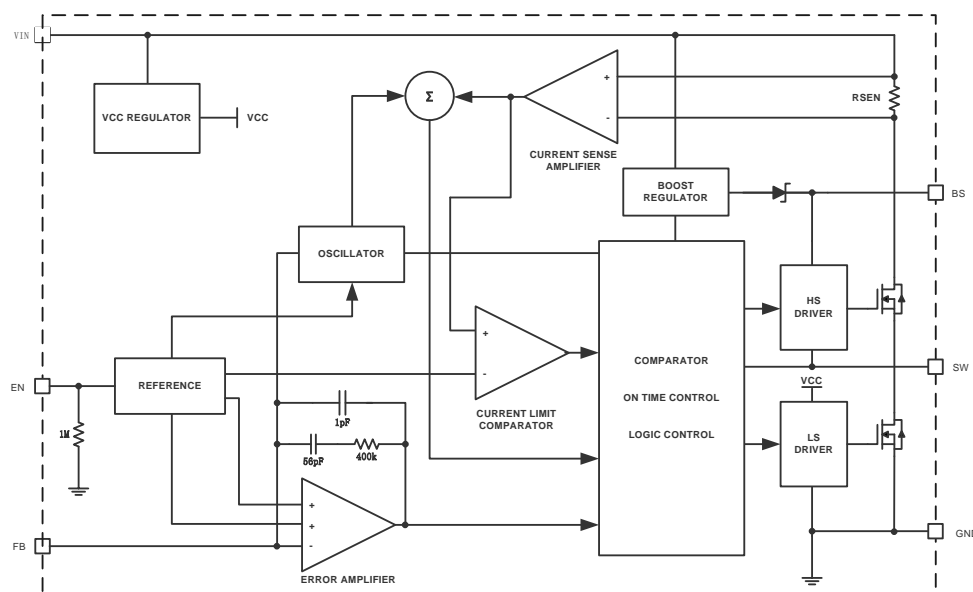 VIN
VCC REGULATOR
VCC
Σ
+
-
RSEN
CURRENT SENSE
AMPLIFIER
BOOST
REGULATOR
BS
OSCILLATOR
HS
DRIVER
+
-
CURRENT LIMIT
COMPARATOR
COMPARATOR
ON TIME CONTROL
LOGIC CONTROL
SW
VCC
EN
REFERENCE
1M
1pF
56pF
400k
LS
DRIVER
+
+
-
ERROR AMPLIFIER
FB
GND